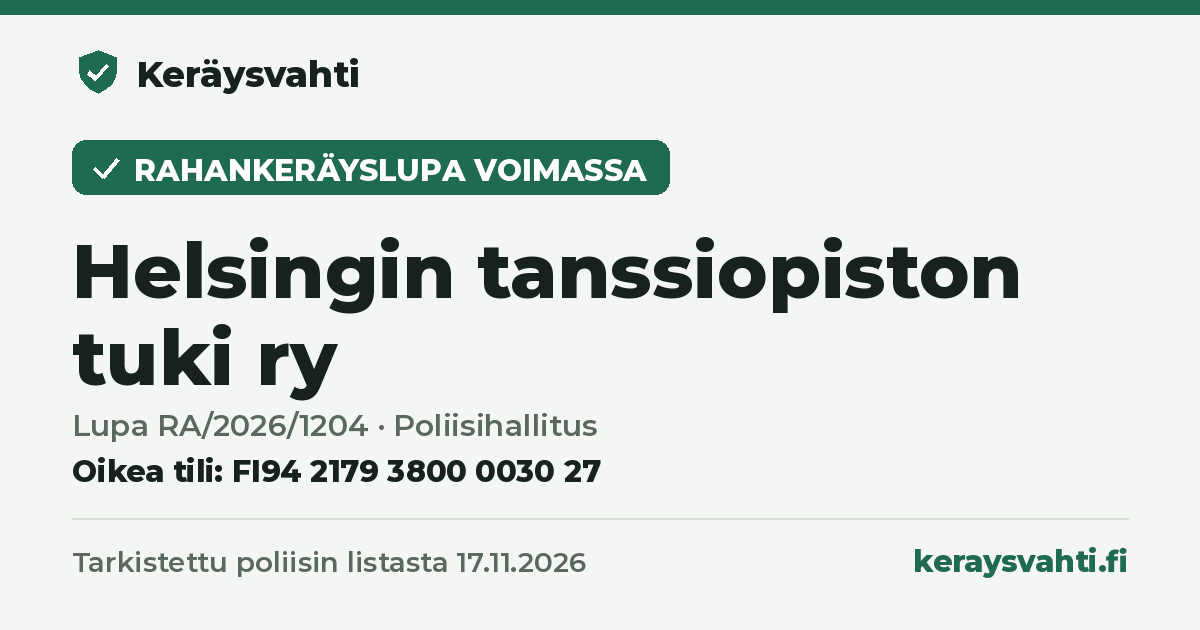 Keräysvahti
RAHANKERÄYSLUPA VOIMASSA
Helsingin tanssiopiston
tuki ry
Lupa RA/2026/1204 · Poliisihallitus
Oikea tili: FI94 2179 3800 0030 27
Tarkistettu poliisin listasta 17.11.2026
keraysvahti.fi